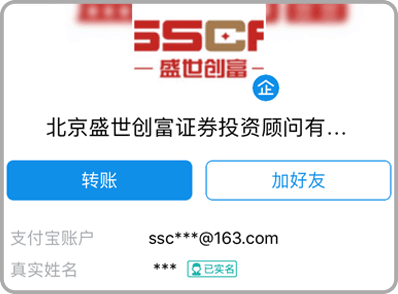 SSCF
盛世创富
企
北京盛世创富证券投资顾问有...
转账
加好友
支付宝账户 ssc***@163.com
真实姓名 *** 已实名